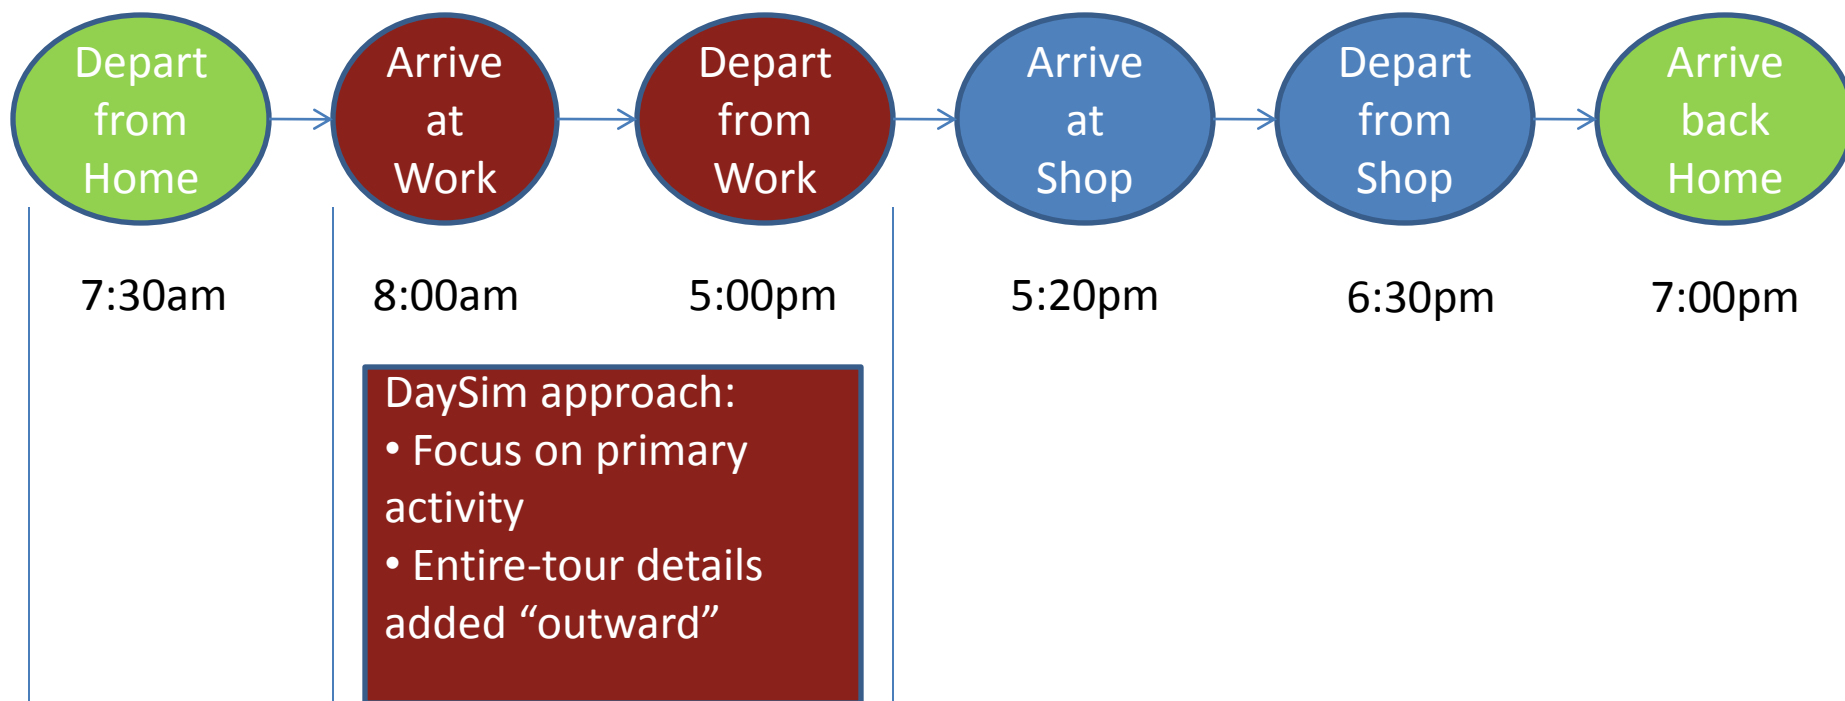 Depart
from
Home
Arrive
at
Work
Depart
from
Work
Arrive
at
Shop
Depart
from
Shop
Arrive
back
Home
7:30am
8:00am
5:00pm
5:20pm
6:30pm
7:00pm
DaySim approach:
• Focus on primary
activity
• Entire-tour details
added “outward”